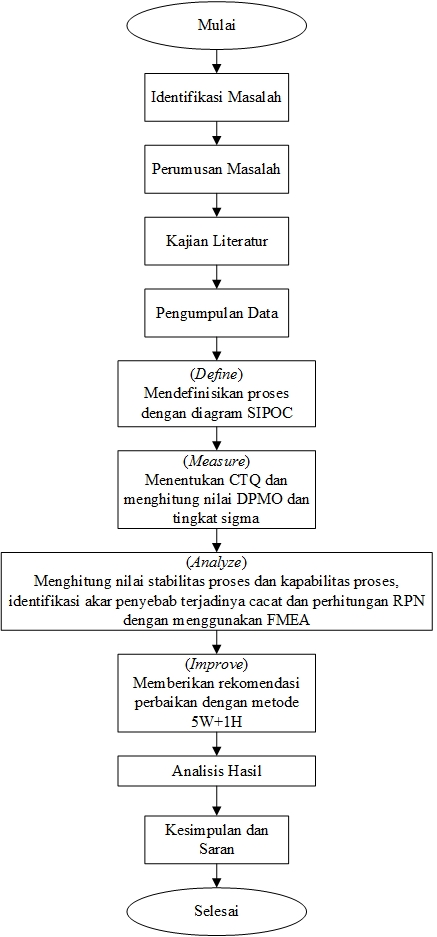 Mulai
Identifikasi Masalah
Perumusan Masalah
Kajian Literatur
Pengumpulan Data
(Define)
Mendefinisikan proses
dengan diagram SIPOC
(Measure)
Menentukan CTQ dan
menghitung nilai DPMO dan
tingkat sigma
(Analyze)
Menghitung nilai stabilitas proses dan kapabilitas proses,
identifikasi akar penyebab terjadinya cacat dan perhitungan RPN
dengan menggunakan FMEA
(Improve)
Memberikan rekomendasi
perbaikan dengan metode
5W+1H
Analisis Hasil
Kesimpulan dan
Saran
Selesai